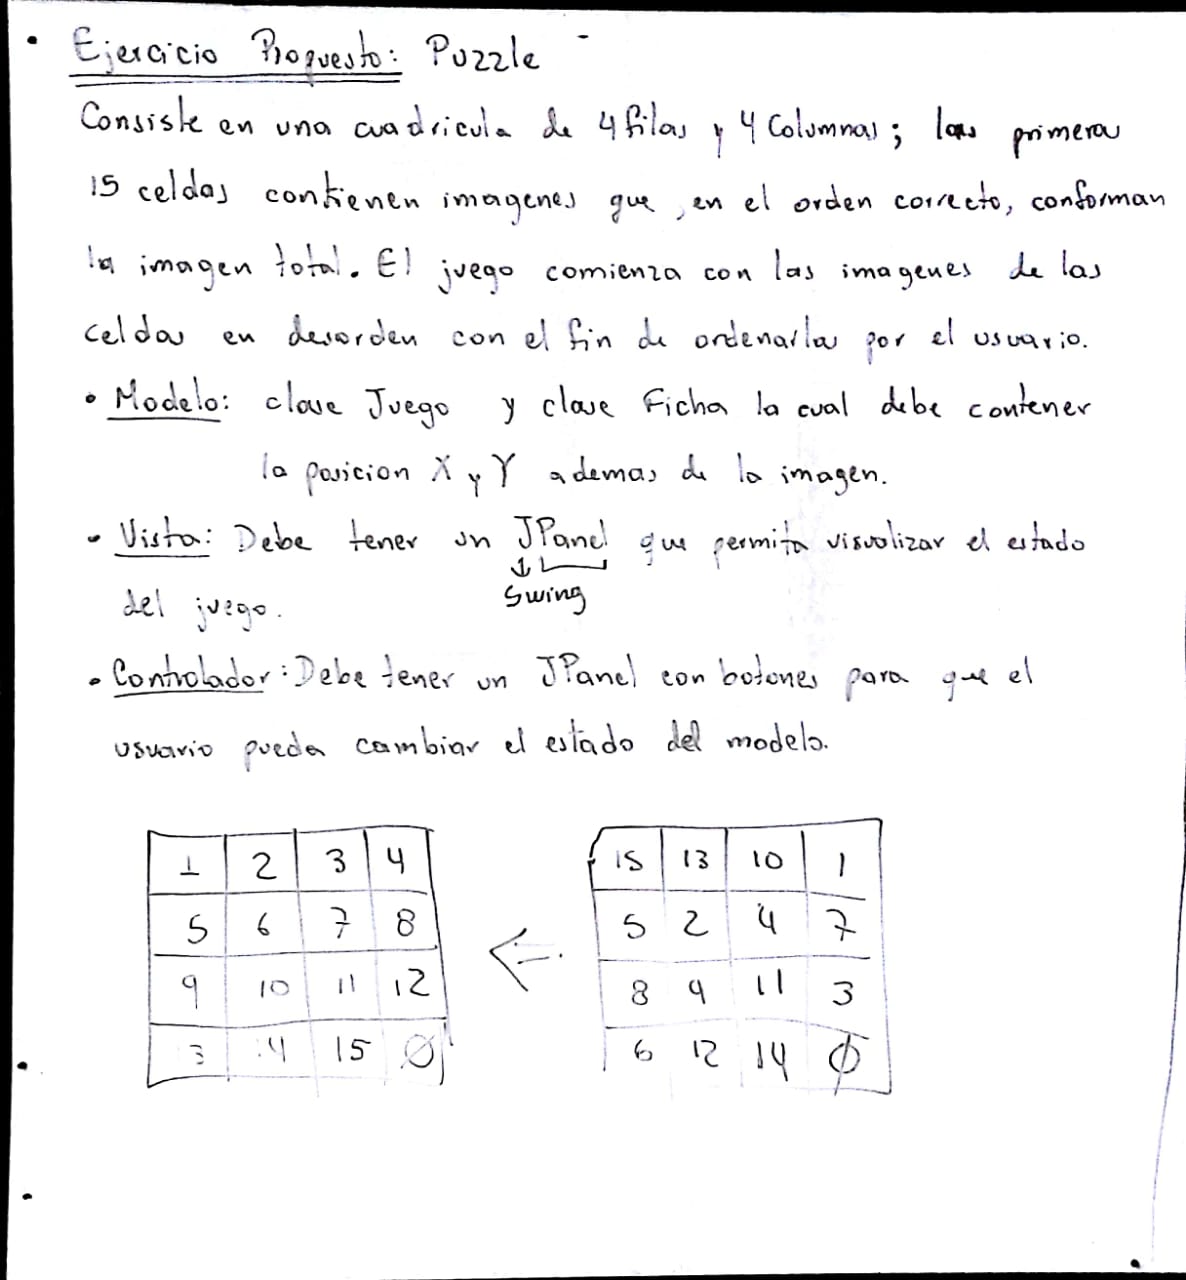 • Ejercicio Propuesto: Puzzle
Consiste en una cuadricula de 4 filas y 4 Columnas; las primeras
15 celdas contienen imagenes que, en el orden correcto, conforman
la imagen total. El juego comienza con las imagenes de las
celdas en desorden con el fin de ordenarlas por el usuario.
• Modelo: clase Juego y clase Ficha la cual debe contener
la posicion X y Y ademas de la imagen.
• Vista: Debe tener un JPanel que permita visualizar el estado
Swing
del juego.
• Controlador: Debe tener un JPanel con botones para que el
usuario pueda cambiar el estado del modelo.
1 2 3 4
5 6 7 8
9 10 11 12
3 14 15 Ø
15 13 10 1
5 2 4 7
8 9 11 3
6 12 14 Ø